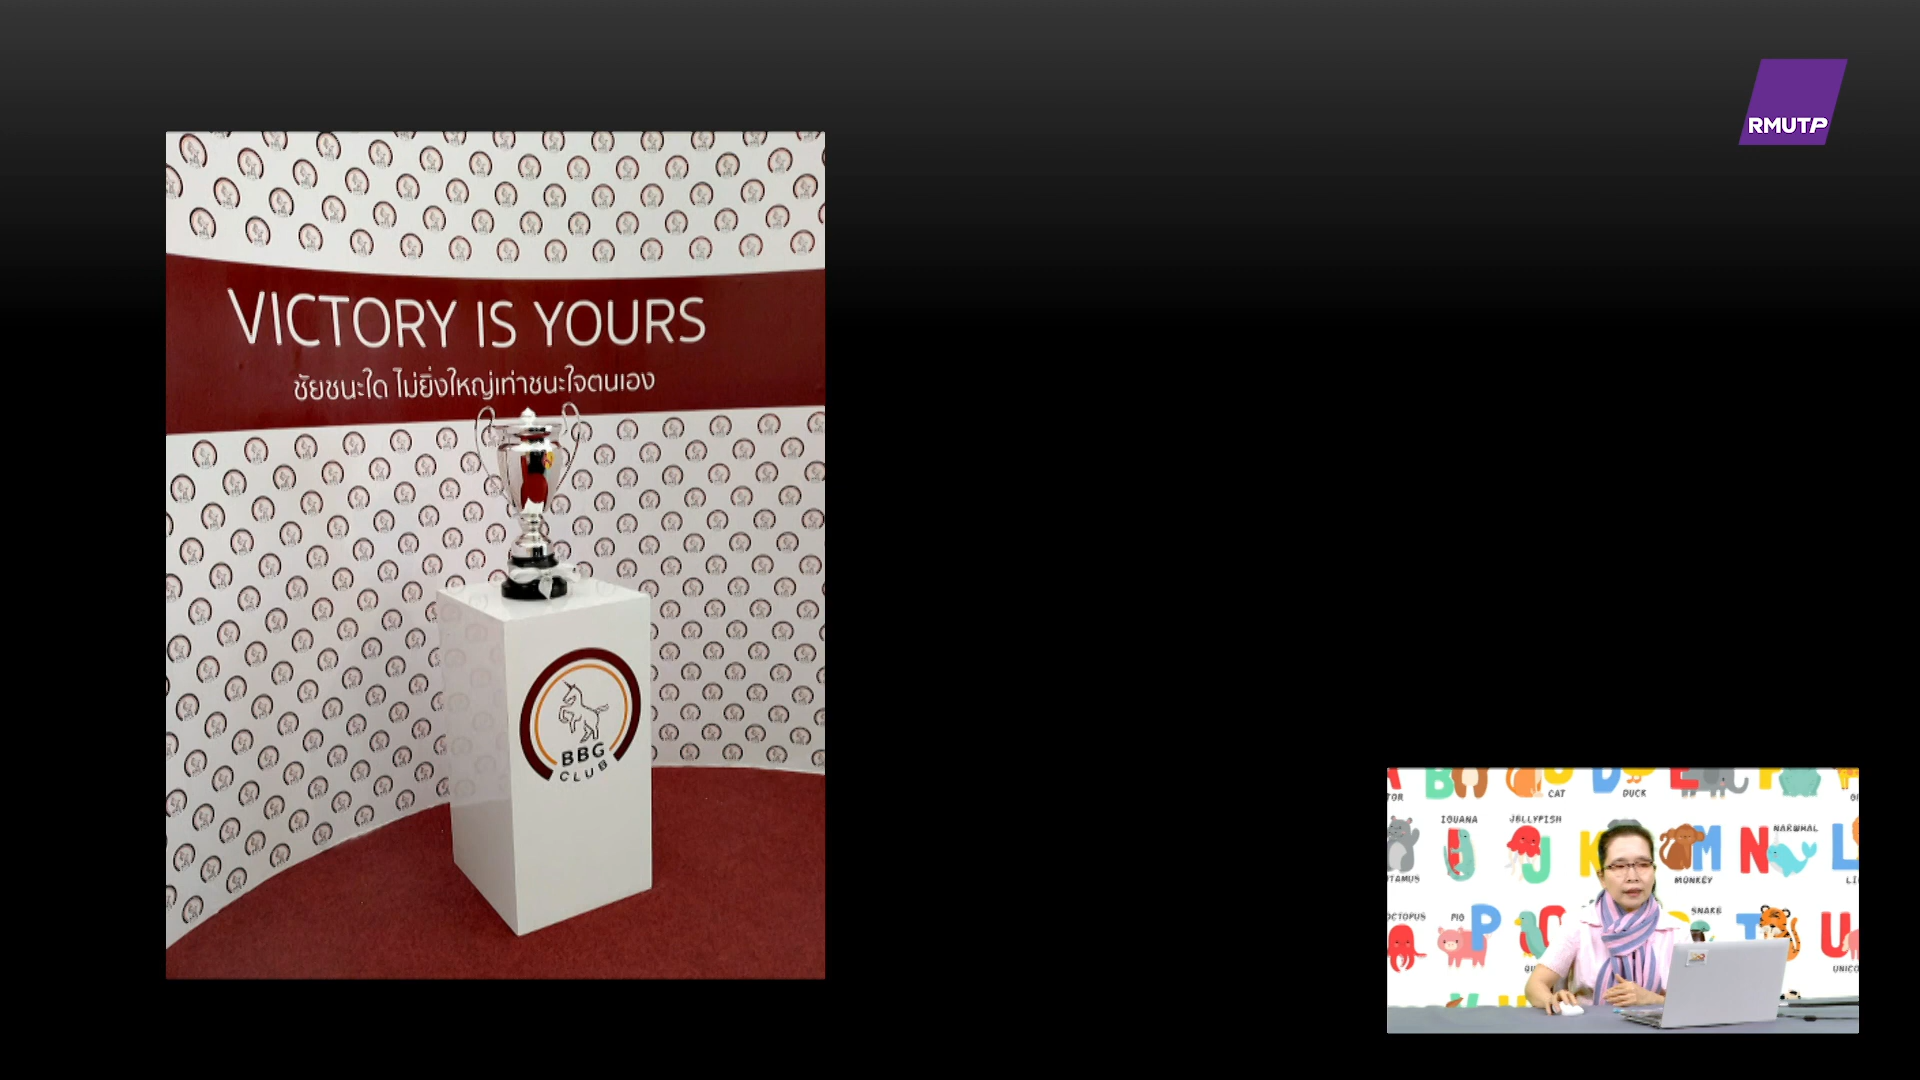 RMUTP
VICTORY IS YOURS
ชัยชนะใด ไม่ยิ่งใหญ่เท่าชนะใจตนเอง
BBG
CLUB
CAT
DUCK
IGUANA
JELLYFISH
NARWHAL
MONKEY
OCTOPUS
PIG
SNAKE